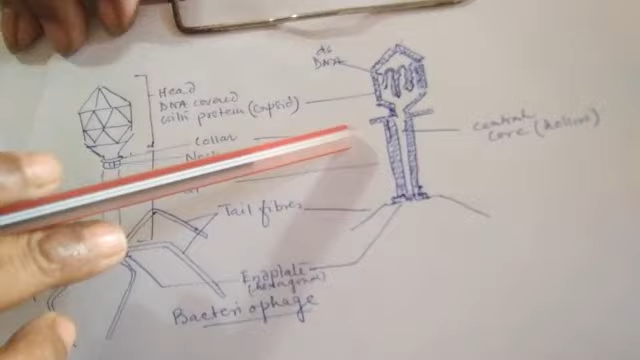 ds
DNA
Head
DNA covered
with protein (capsid)
Collar
central
core (hollow)
Tail fibres
Endplate
(hexagonal)
Bacteriophage